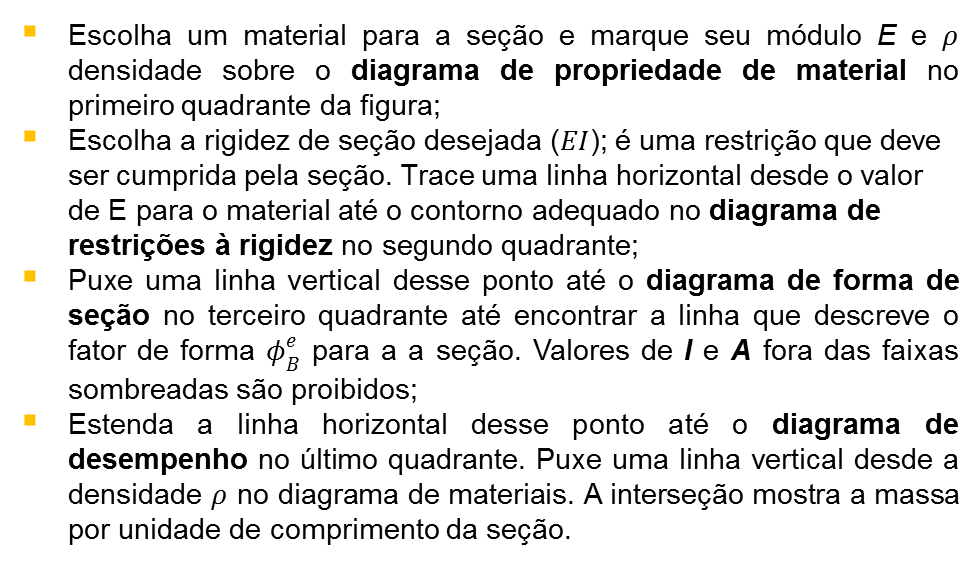 ▪ Escolha um material para a seção e marque seu módulo E e ρ
densidade sobre o diagrama de propriedade de material no
primeiro quadrante da figura;
▪ Escolha a rigidez de seção desejada (EI); é uma restrição que deve
ser cumprida pela seção. Trace uma linha horizontal desde o valor
de E para o material até o contorno adequado no diagrama de
restrições à rigidez no segundo quadrante;
▪ Puxe uma linha vertical desse ponto até o diagrama de forma de
seção no terceiro quadrante até encontrar a linha que descreve o
fator de forma ϕ_B^e para a a seção. Valores de I e A fora das faixas
sombreadas são proibidos;
▪ Estenda a linha horizontal desse ponto até o diagrama de
desempenho no último quadrante. Puxe uma linha vertical desde a
densidade ρ no diagrama de materiais. A interseção mostra a massa
por unidade de comprimento da seção.